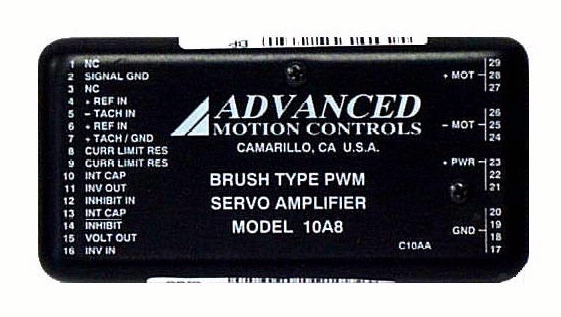 1 NC
2 SIGNAL GND
3 NC
4 + REF IN
5 - TACH IN
6 + REF IN
7 + TACH / GND
8 CURR LIMIT RES
9 CURR LIMIT RES
10 INT CAP
11 INV OUT
12 INHIBIT IN
13 INT CAP
14 INHIBIT
15 VOLT OUT
16 INV IN
ADVANCED
MOTION CONTROLS
CAMARILLO, CA U.S.A.
BRUSH TYPE PWM
SERVO AMPLIFIER
MODEL 10A8
29
+ MOT 28
27
26
- MOT 25
24
+ PWR 23
22
21
20
GND 19
18
17
C10AA